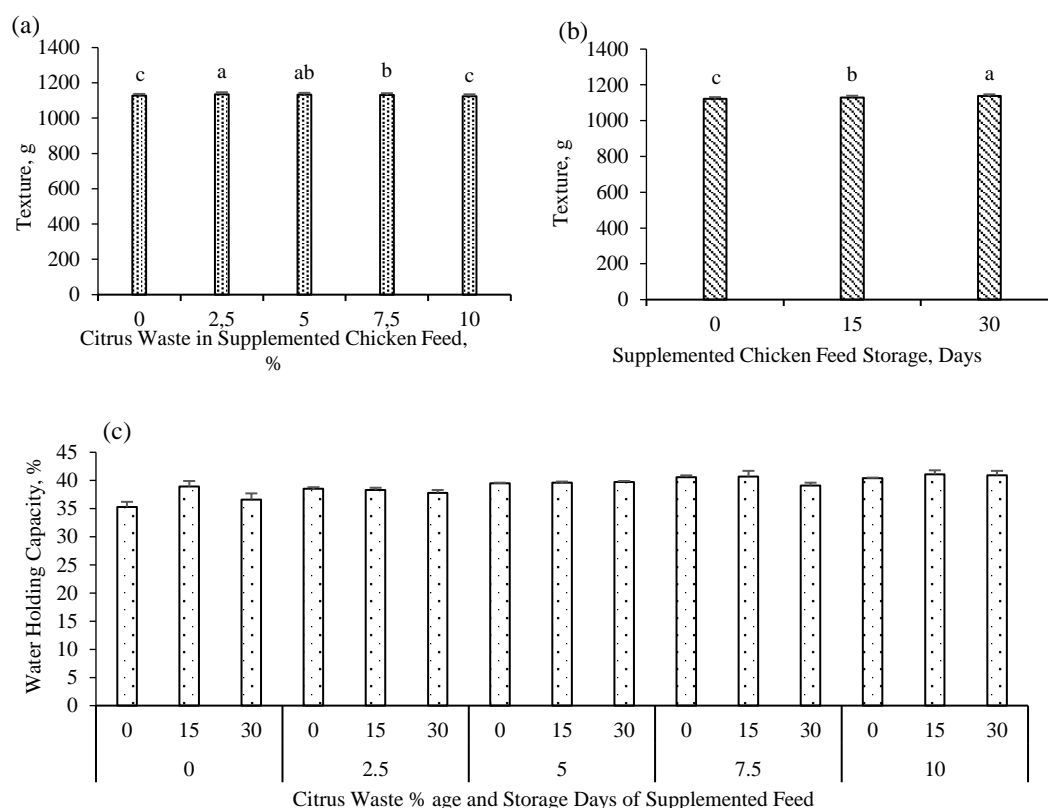 (a)
1400
1200
1000
800
600
400
200
0
Texture, g
c a ab b c
0 2,5 5 7,5 10
Citrus Waste in Supplemented Chicken Feed,
%
(b)
1400
1200
1000
800
600
400
200
0
Texture, g
c b a
0 15 30
Supplemented Chicken Feed Storage, Days
(c)
45
40
35
30
25
20
15
10
5
0
Water Holding Capacity, %
0 15 30 0 15 30 0 15 30 0 15 30 0 15 30
0 2.5 5 7.5 10
Citrus Waste % age and Storage Days of Supplemented Feed